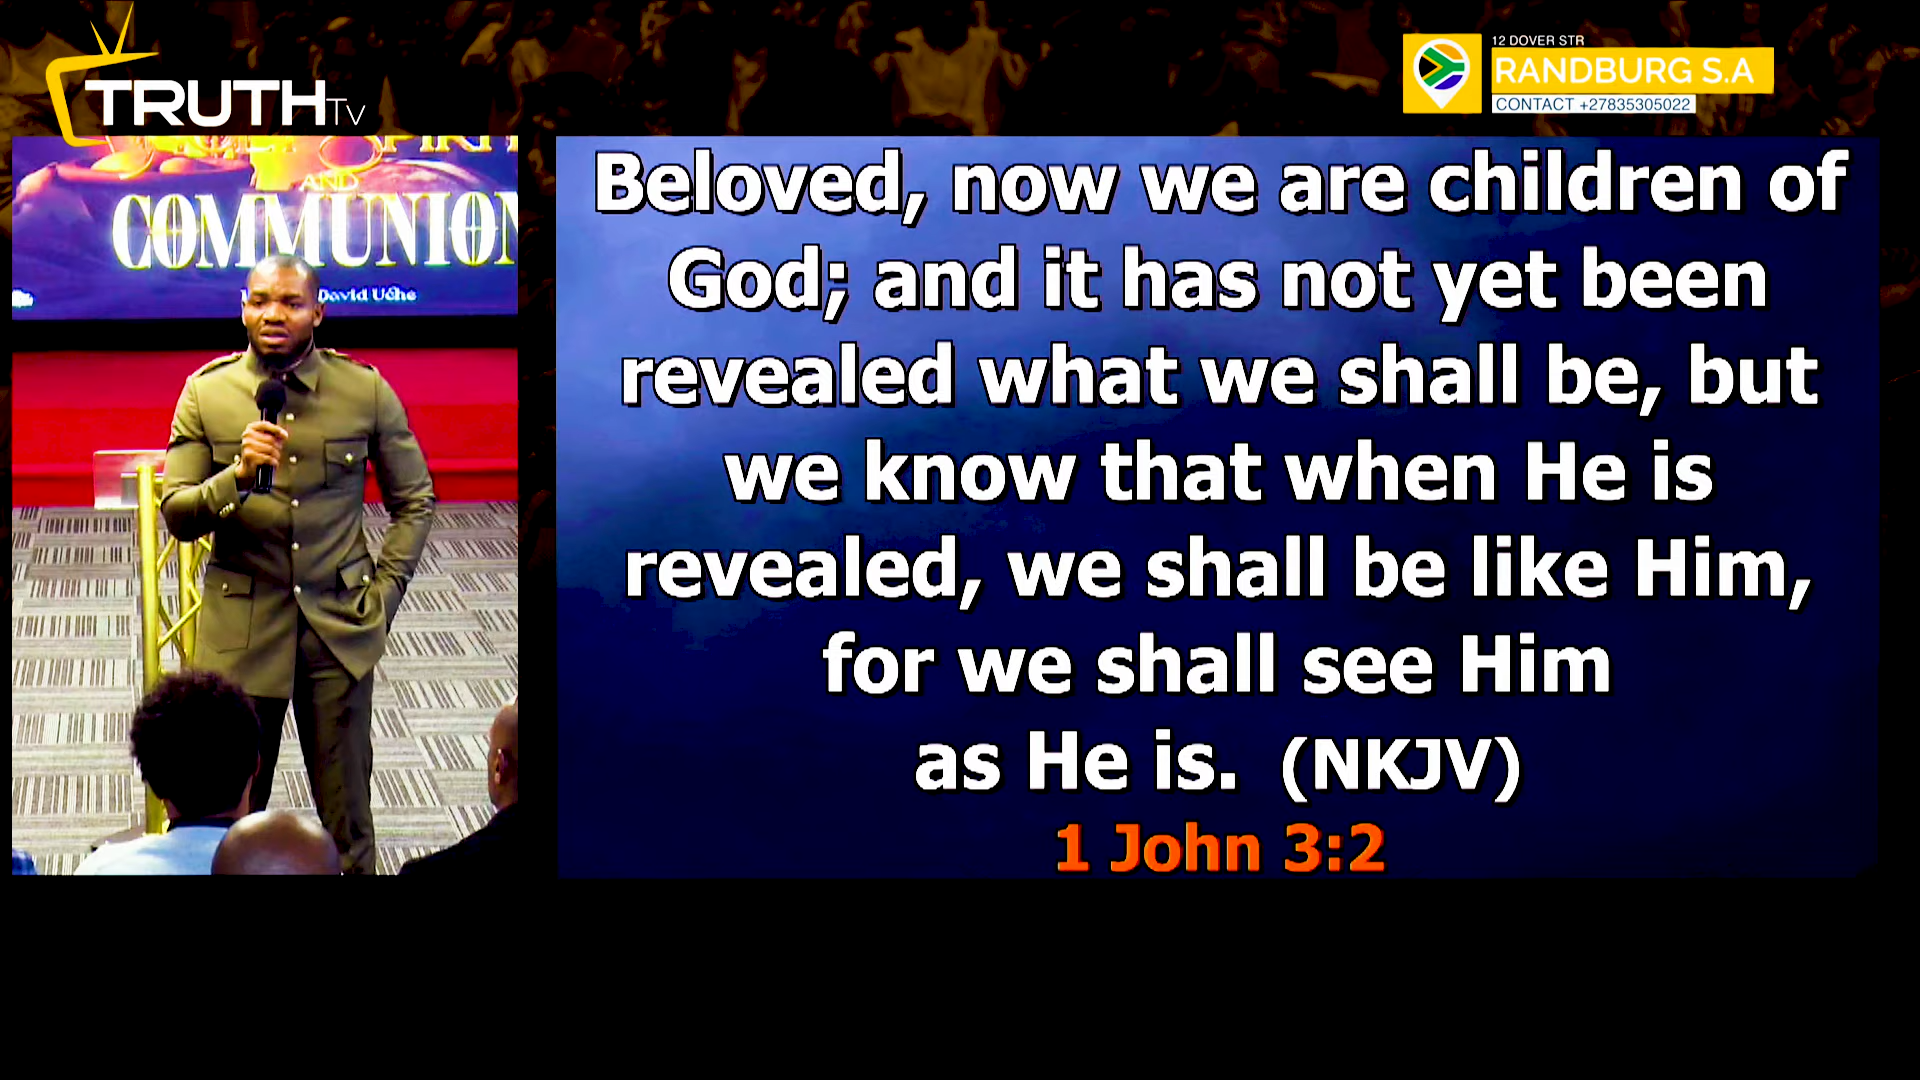 TRUTHTv
12 DOVER STR
RANDBURG S.A
CONTACT +27835305022
AND
COMMUNION
David Uche
Beloved, now we are children of
God; and it has not yet been
revealed what we shall be, but
we know that when He is
revealed, we shall be like Him,
for we shall see Him
as He is. (NKJV)
1 John 3:2